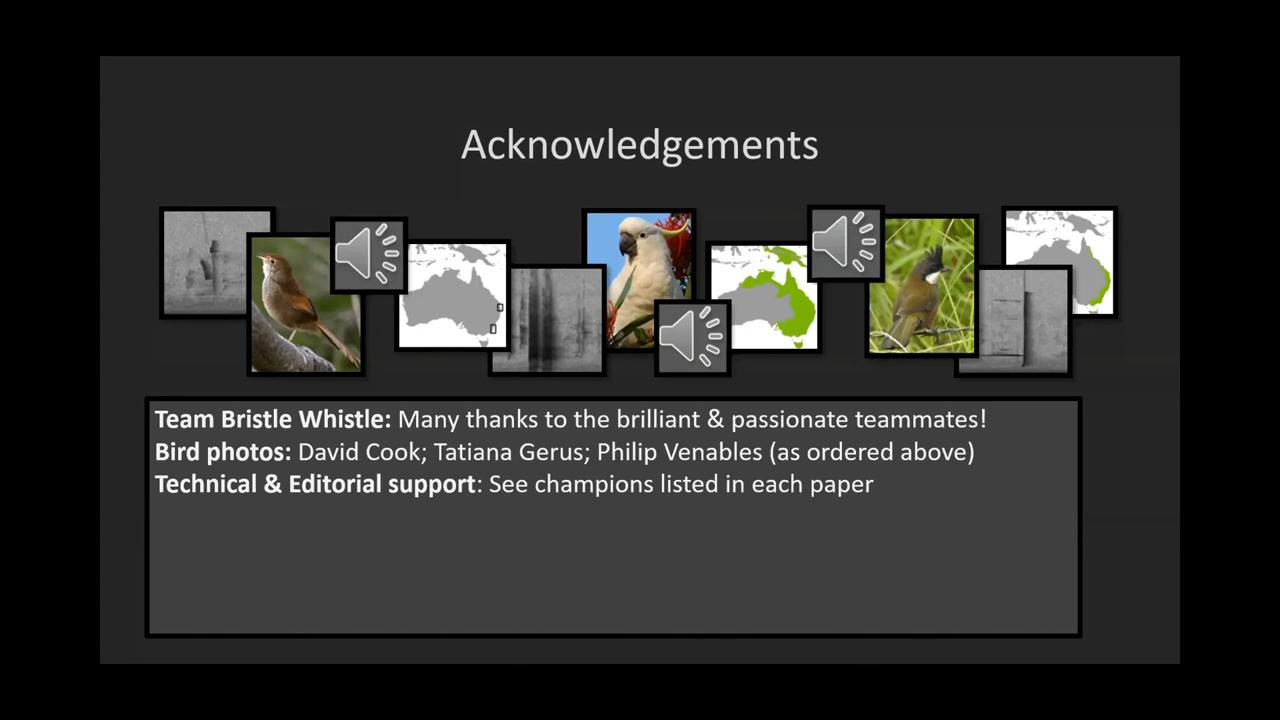 Acknowledgements
Team Bristle Whistle: Many thanks to the brilliant & passionate teammates!
Bird photos: David Cook; Tatiana Gerus; Philip Venables (as ordered above)
Technical & Editorial support: See champions listed in each paper